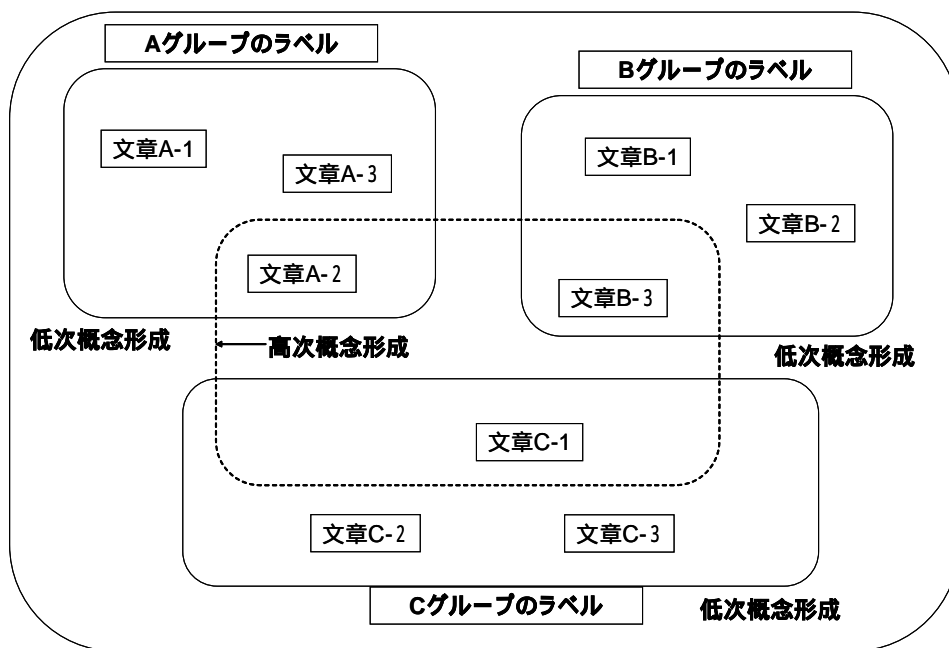 Aグループのラベル
Bグループのラベル
文章A-1
文章A-3
文章B-1
文章B-2
文章A-2
文章B-3
低次概念形成
高次概念形成
低次概念形成
文章C-1
文章C-2
文章C-3
Cグループのラベル
低次概念形成